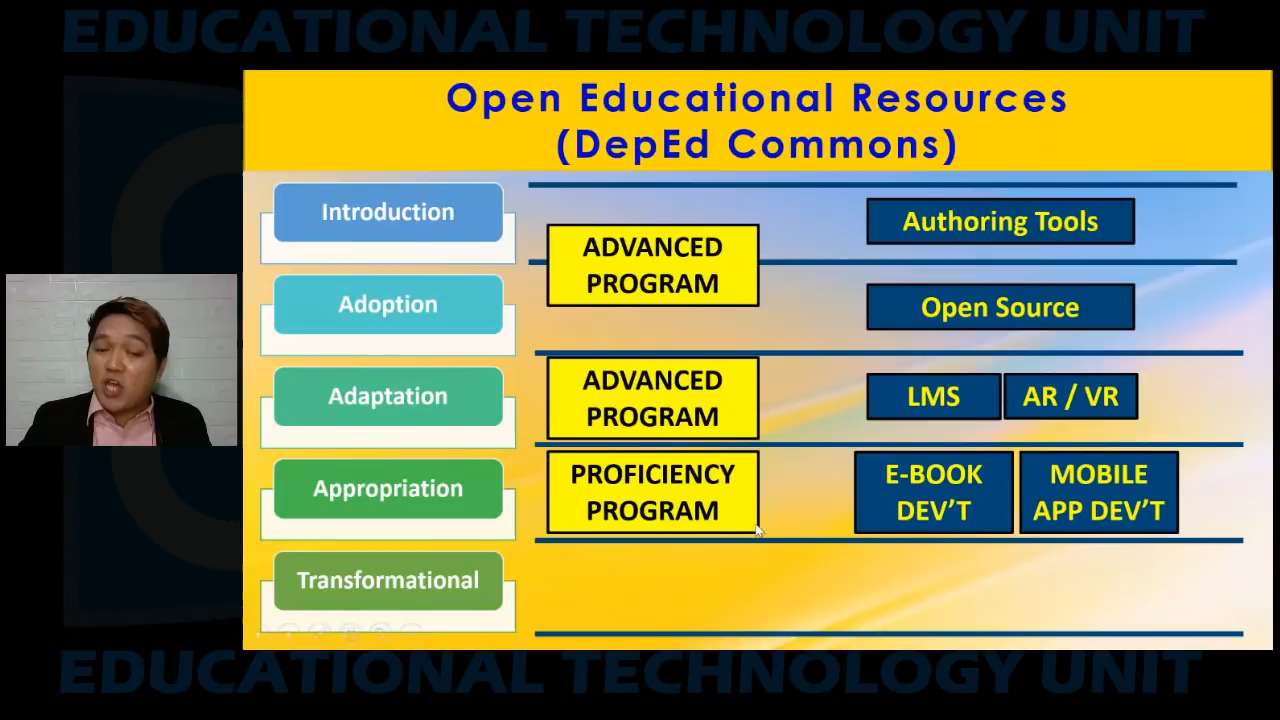 EDUCATIONAL TECHNOLOGY UNIT
Open Educational Resources
(DepEd Commons)
Introduction
Adoption
Adaptation
Appropriation
Transformational
ADVANCED
PROGRAM
ADVANCED
PROGRAM
PROFICIENCY
PROGRAM
Authoring Tools
Open Source
LMS
AR / VR
E-BOOK
DEV’T
MOBILE
APP DEV’T
EDUCATIONAL TECHNOLOGY UNIT